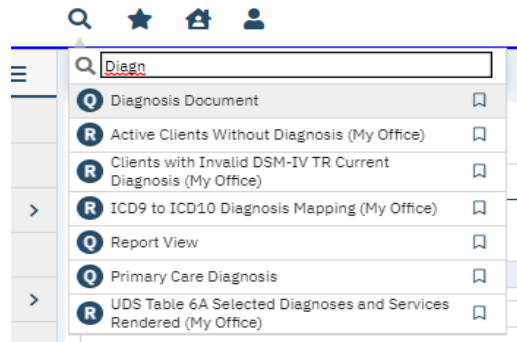 Diagn
Q Diagnosis Document
R Active Clients Without Diagnosis (My Office)
R Clients with Invalid DSM-IV TR Current
Diagnosis (My Office)
R ICD9 to ICD10 Diagnosis Mapping (My Office)
Q Report View
Q Primary Care Diagnosis
R UDS Table 6A Selected Diagnoses and Services
Rendered (My Office)